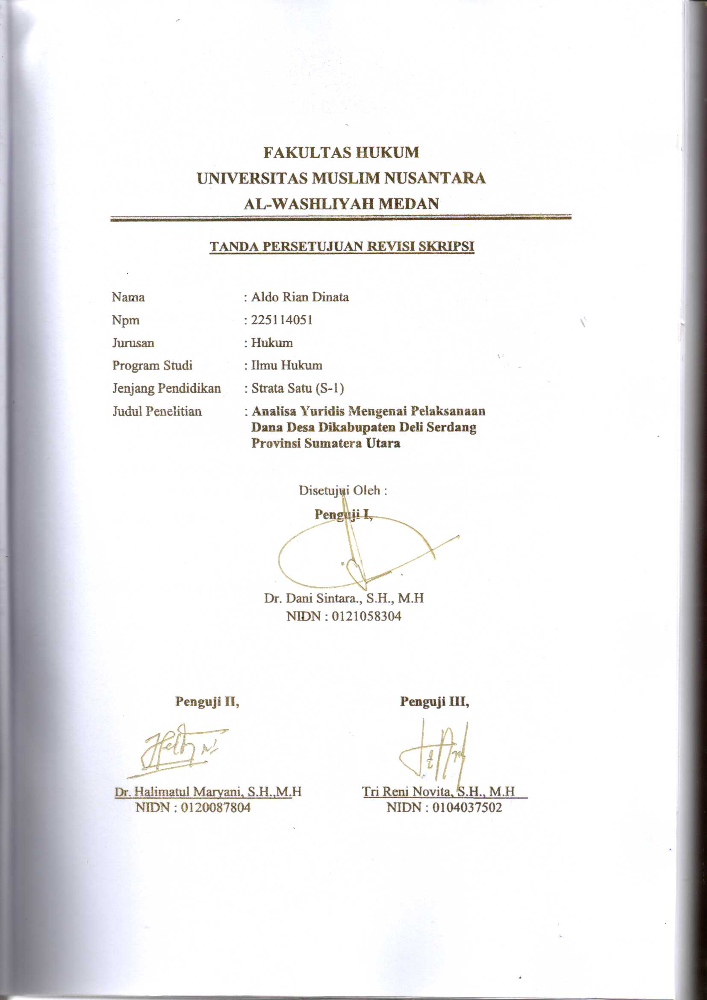 FAKULTAS HUKUM
UNIVERSITAS MUSLIM NUSANTARA
AL-WASHLIYAH MEDAN
TANDA PERSETUJUAN REVISI SKRIPSI
Nama : Aldo Rian Dinata
Npm : 225114051
Jurusan : Hukum
Program Studi : Ilmu Hukum
Jenjang Pendidikan : Strata Satu (S-1)
Judul Penelitian : Analisa Yuridis Mengenai Pelaksanaan
Dana Desa Dikabupaten Deli Serdang
Provinsi Sumatera Utara
Disetujui Oleh :
Penguji I,
Dr. Dani Sintara., S.H., M.H
NIDN : 0121058304
Penguji II, Penguji III,
Dr. Halimatul Maryani, S.H.,M.H Tri Reni Novita, S.H., M.H
NIDN : 0120087804 NIDN : 0104037502